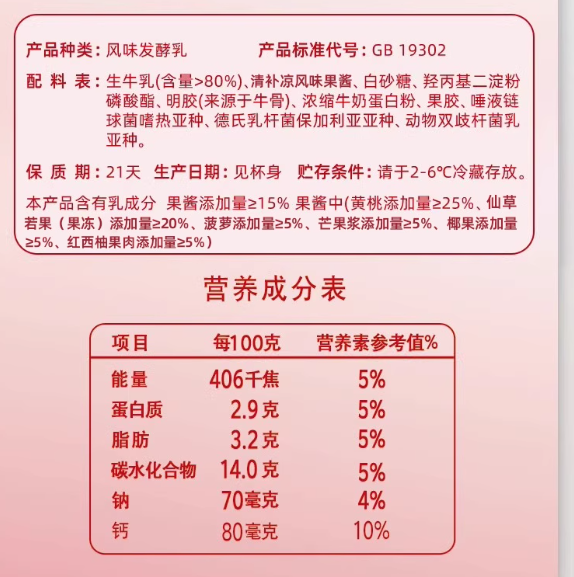 产品种类：风味发酵乳 产品标准代号：GB 19302
配 料 表：生牛乳(含量>80%)、清补凉风味果酱、白砂糖、羟丙基二淀粉
磷酸酯、明胶(来源于牛骨)、浓缩牛奶蛋白粉、果胶、唾液链
球菌嗜热亚种、德氏乳杆菌保加利亚亚种、动物双歧杆菌乳
亚种。
保 质 期：21天 生产日期：见杯身 贮存条件：请于2-6℃冷藏存放。
本产品含有乳成分 果酱添加量≥15% 果酱中(黄桃添加量≥25%、仙草
若果（果冻）添加量≥20%、菠萝添加量≥5%、芒果浆添加量≥5%、椰果添加量
≥5%、红西柚果肉添加量≥5%）
营养成分表
项目 每100克 营养素参考值%
能量 406千焦 5%
蛋白质 2.9克 5%
脂肪 3.2克 5%
碳水化合物 14.0克 5%
钠 70毫克 4%
钙 80毫克 10%